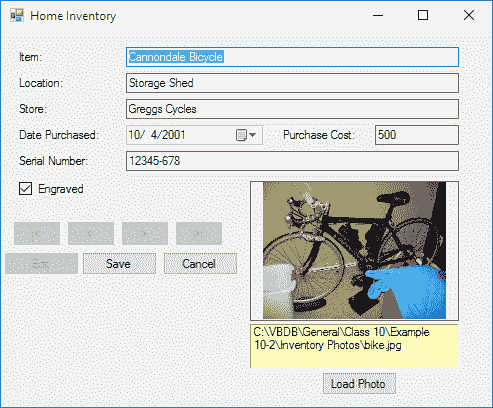 Home Inventory
Item: Cannondale Bicycle
Location: Storage Shed
Store: Greggs Cycles
Date Purchased: 10/ 4/2001 Purchase Cost: 500
Serial Number: 12345-678
Engraved
|< < > >|
Edit Save Cancel
C:\VBDB\General\Class 10\Example
10-2\Inventory Photos\bike.jpg
Load Photo